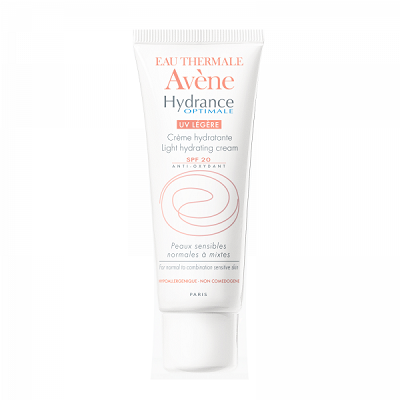 EAU THERMALE
Avène
Hydrance
OPTIMALE
UV LÉGÈRE
Crème hydratante
Light hydrating cream
SPF 20
ANTI-OXYDANT
Peaux sensibles
normales à mixtes
For normal to combination sensitive skin
HYPOALLERGENIQUE - NON COMEDOGENE
PARIS